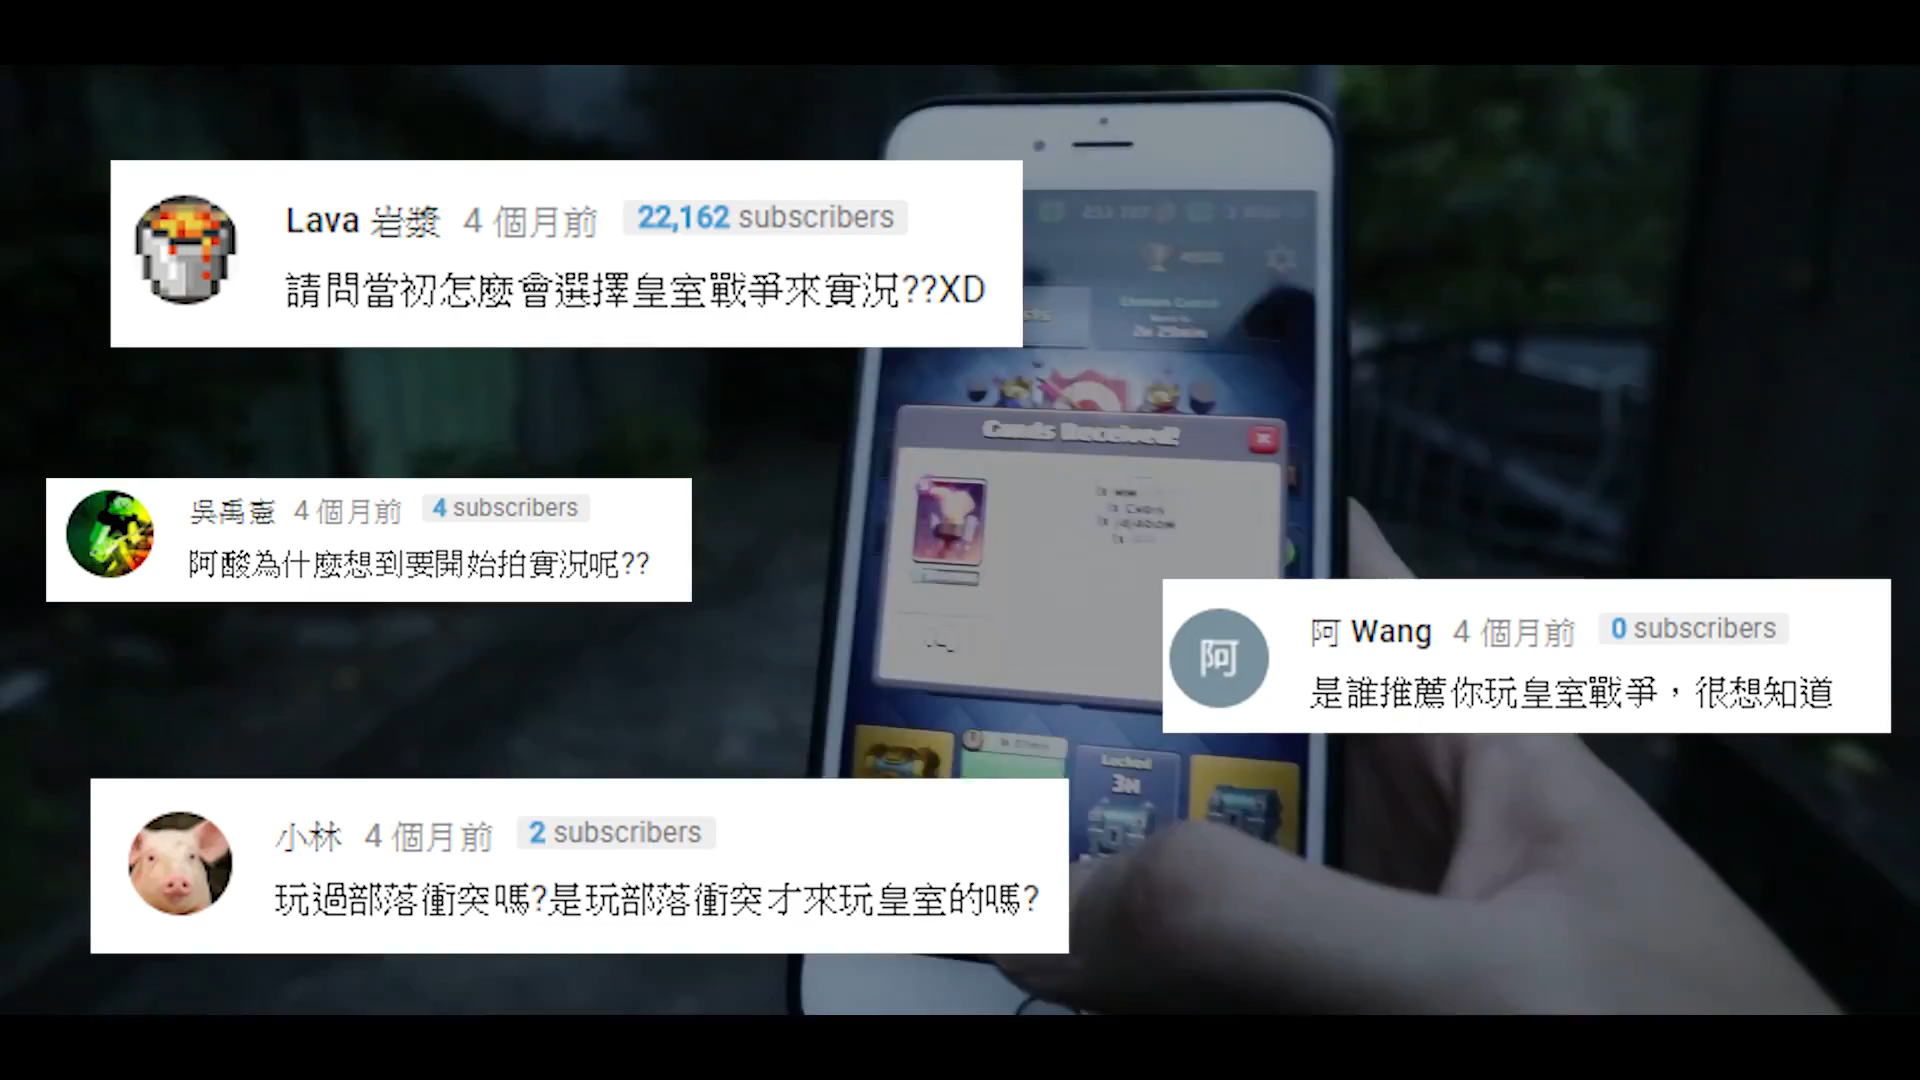 Lava 岩漿 4 個月前 22,162 subscribers
請問當初怎麼會選擇皇室戰爭來實況??XD
Cards Received!
吳禹憲 4 個月前 4 subscribers
阿酸為什麼想到要開始拍實況呢??
阿
阿 Wang 4 個月前 0 subscribers
是誰推薦你玩皇室戰爭，很想知道
Locked
3h
小林 4 個月前 2 subscribers
玩過部落衝突嗎?是玩部落衝突才來玩皇室的嗎?